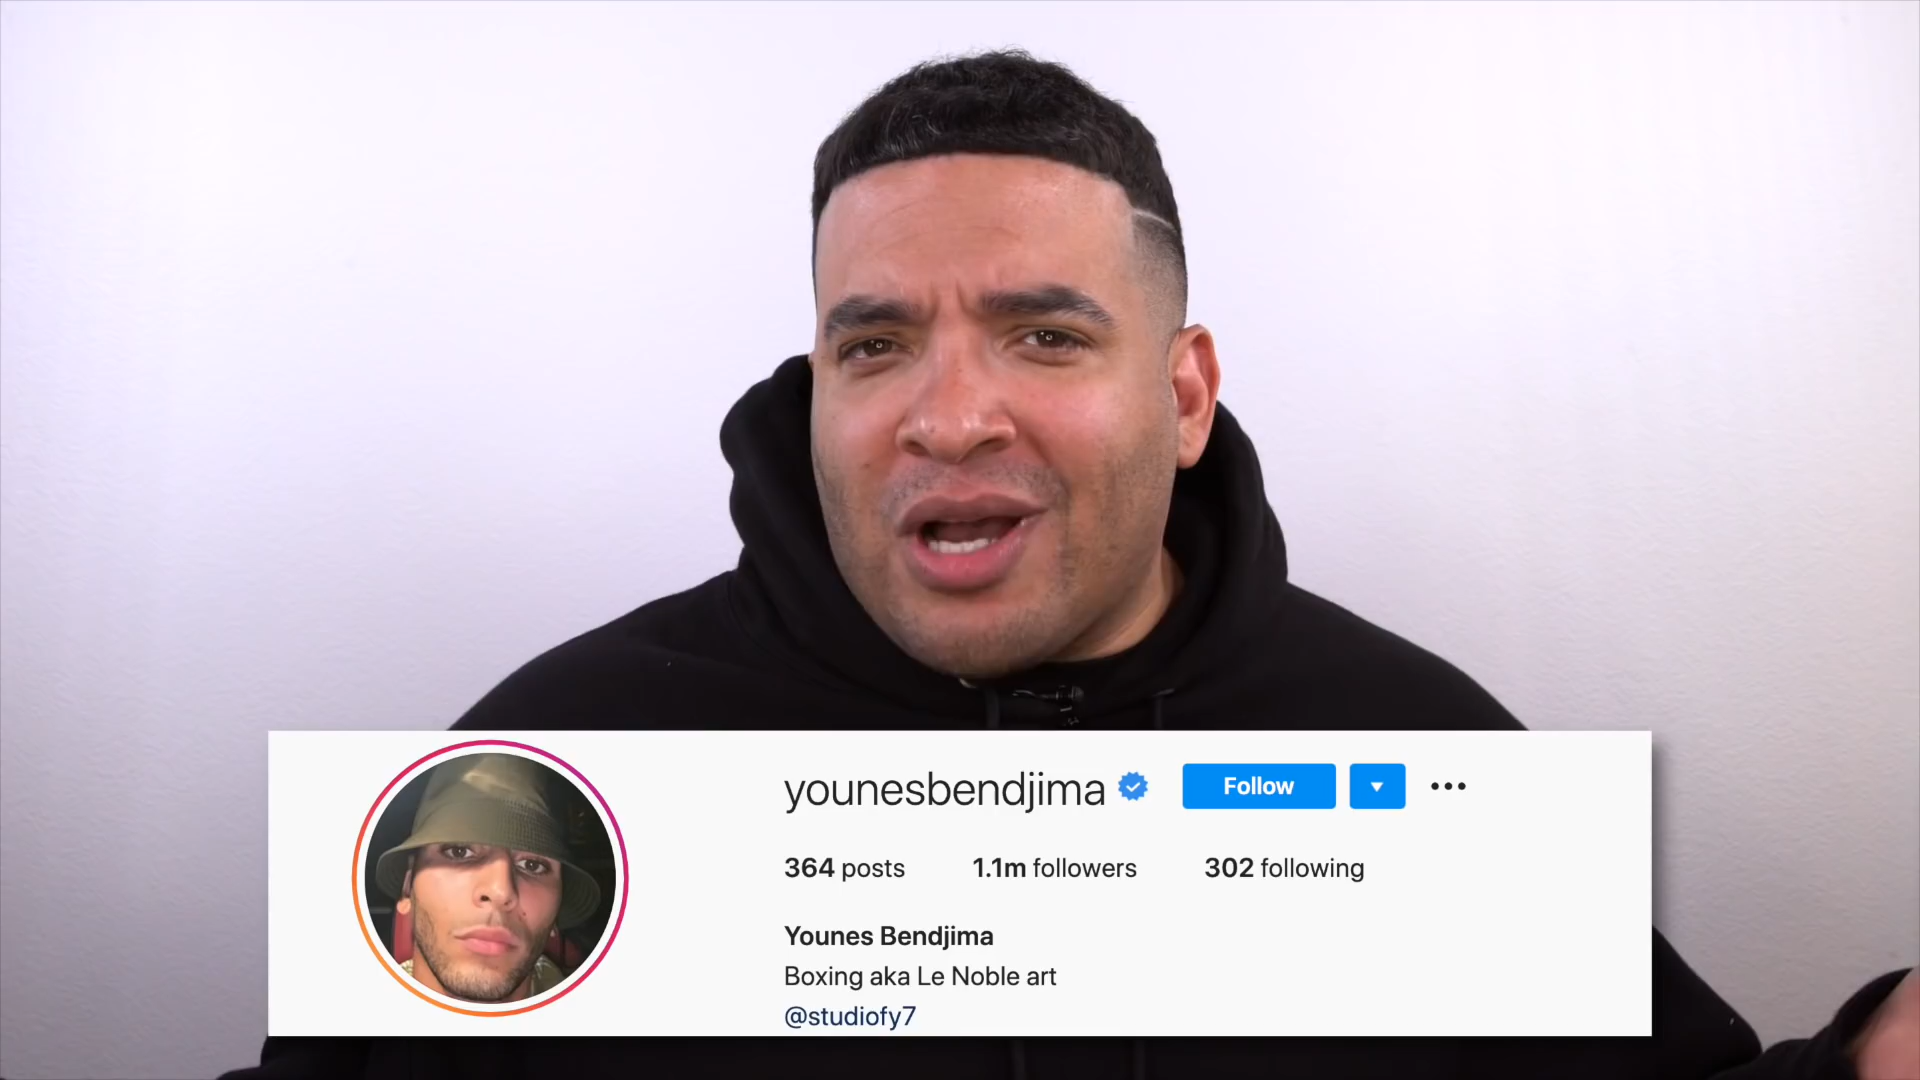 younesbendjima
Follow
364 posts 1.1m followers 302 following
Younes Bendjima
Boxing aka Le Noble art
@studiofy7